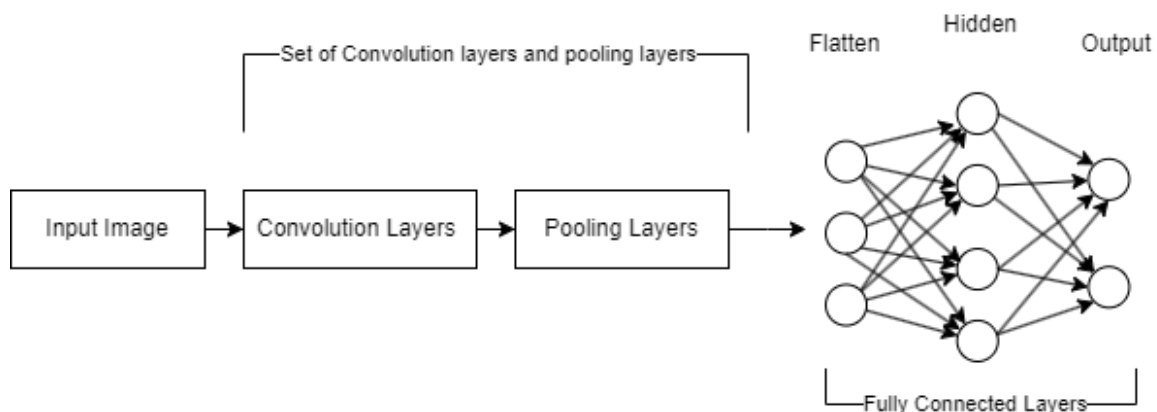 Hidden
Flatten
Output
Set of Convolution layers and pooling layers
Input Image
Convolution Layers
Pooling Layers
Fully Connected Layers